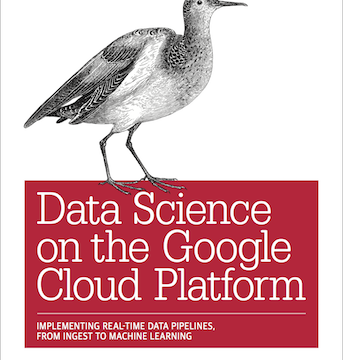 Data Science
on the Google
Cloud Platform
IMPLEMENTING REAL-TIME DATA PIPELINES,
FROM INGEST TO MACHINE LEARNING